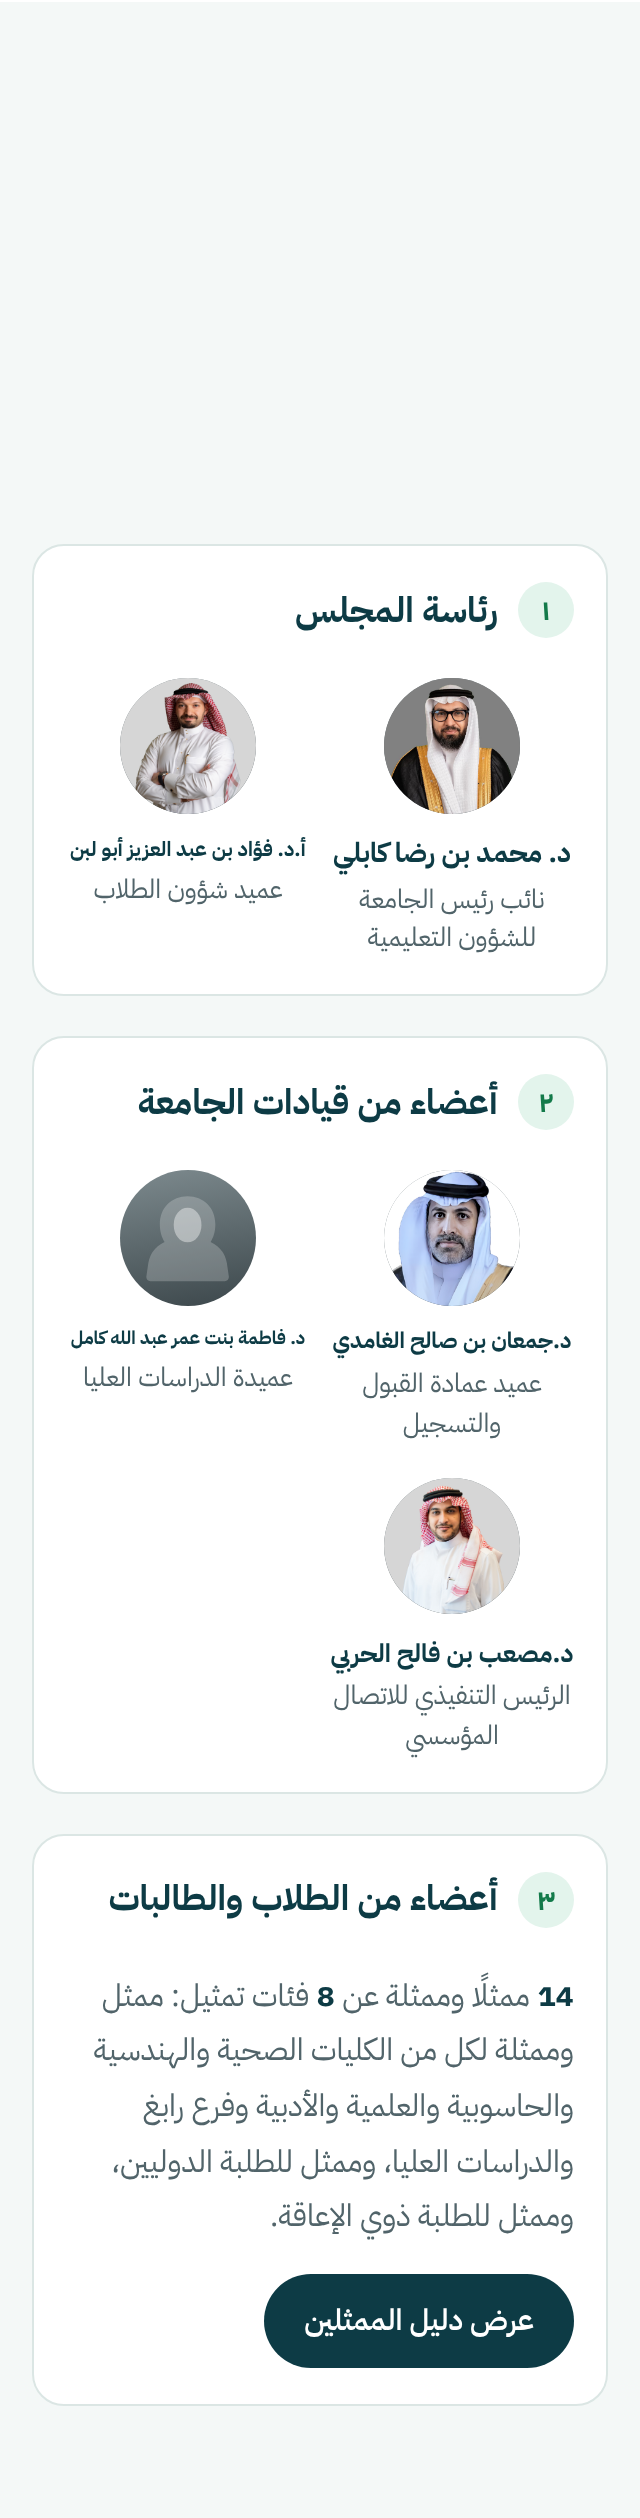 ١
رئاسة المجلس
د. محمد بن رضا كابلي
نائب رئيس الجامعة
للشؤون التعليمية
أ.د. فؤاد بن عبد العزيز أبو لبن
عميد شؤون الطلاب
٢
أعضاء من قيادات الجامعة
د.جمعان بن صالح الغامدي
عميد عمادة القبول
والتسجيل
د. فاطمة بنت عمر عبد الله كامل
عميدة الدراسات العليا
د.مصعب بن فالح الحربي
الرئيس التنفيذي للاتصال
المؤسسي
٣
أعضاء من الطلاب والطالبات
14 ممثلًا وممثلة عن 8 فئات تمثيل: ممثل
وممثلة لكل من الكليات الصحية والهندسية
والحاسوبية والعلمية والأدبية وفرع رابغ
والدراسات العليا، وممثل للطلبة الدوليين،
وممثل للطلبة ذوي الإعاقة.
عرض دليل الممثلين